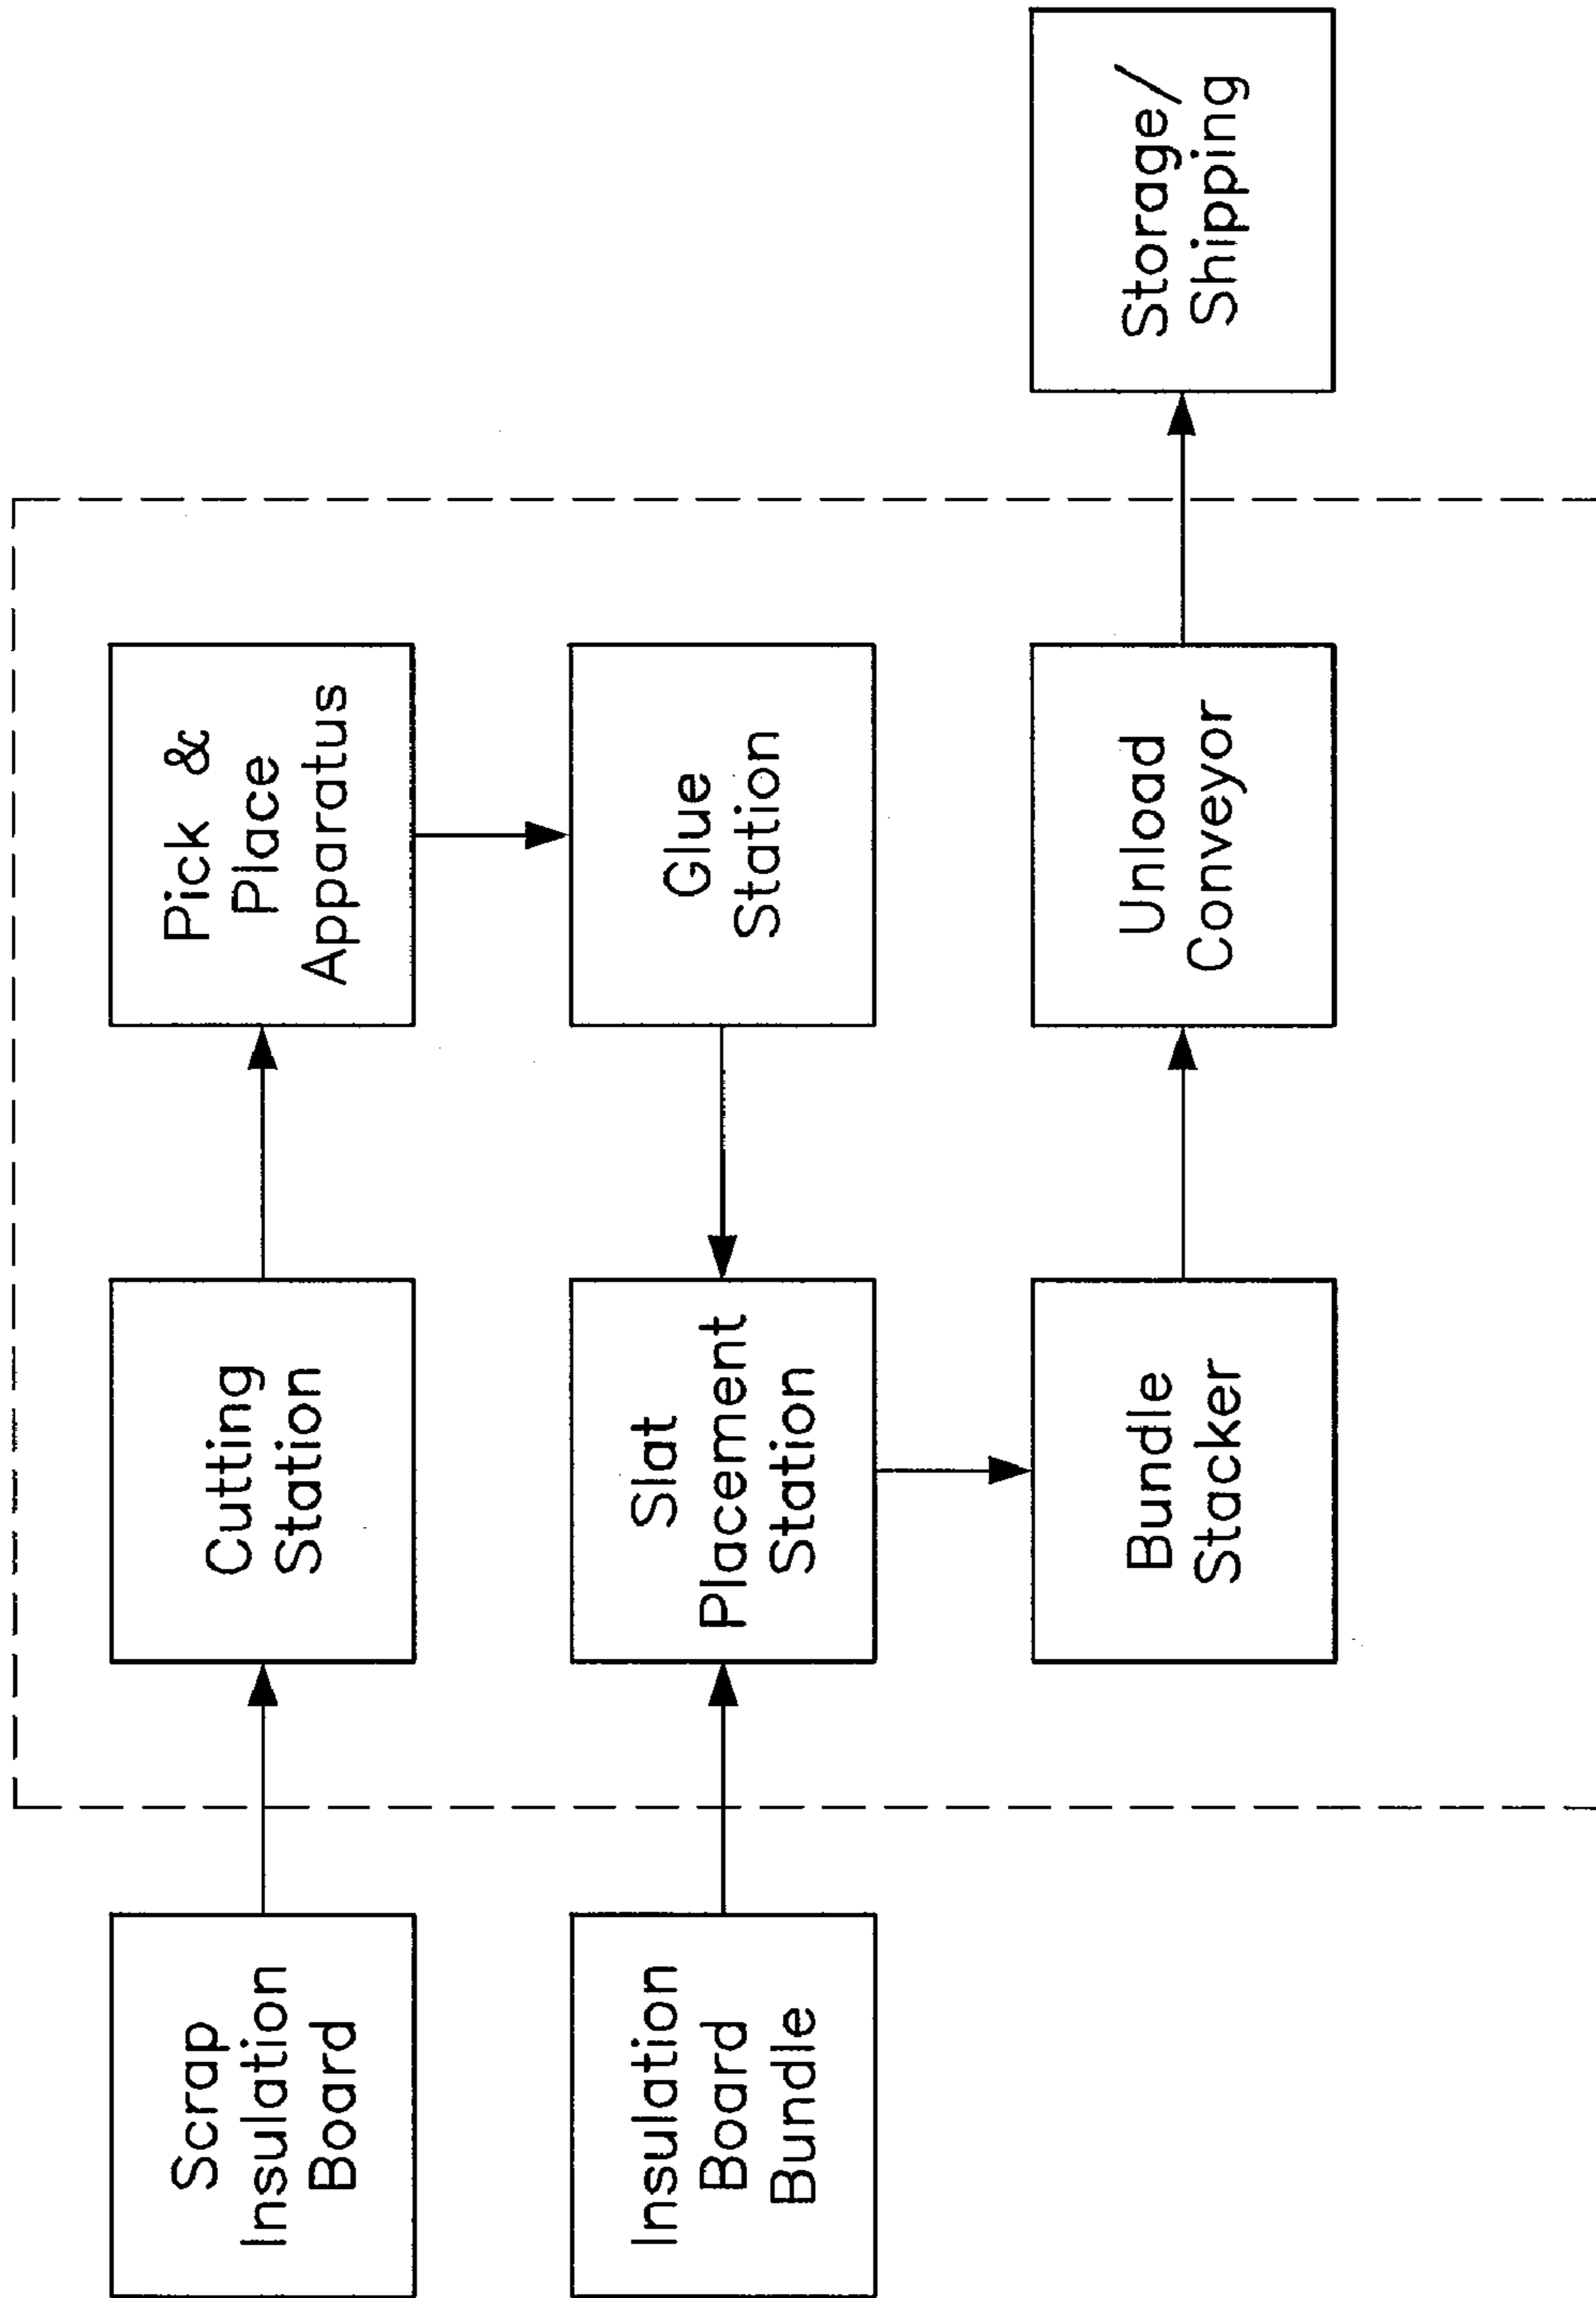 Scrap
Insulation
Board
Cutting
Station
Pick &
Place
Apparatus
Insulation
Board
Bundle
Slat
Placement
Station
Glue
Station
Bundle
Stacker
Unload
Conveyor
Storage/
Shipping